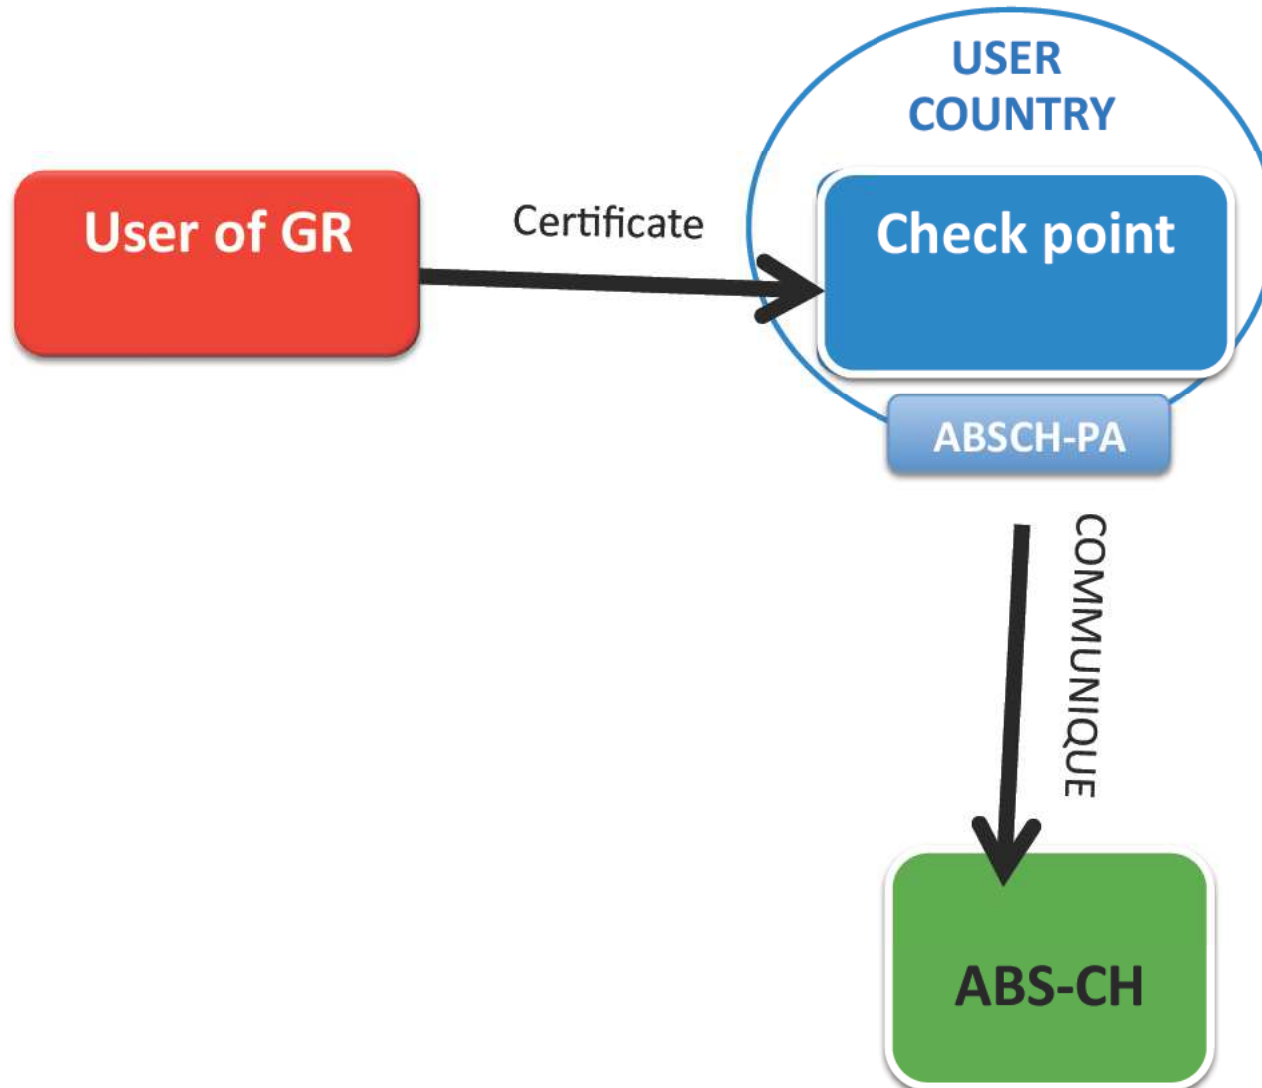 USER
COUNTRY
User of GR
Certificate
Check point
ABSCH-PA
COMMUNIQUE
ABS-CH